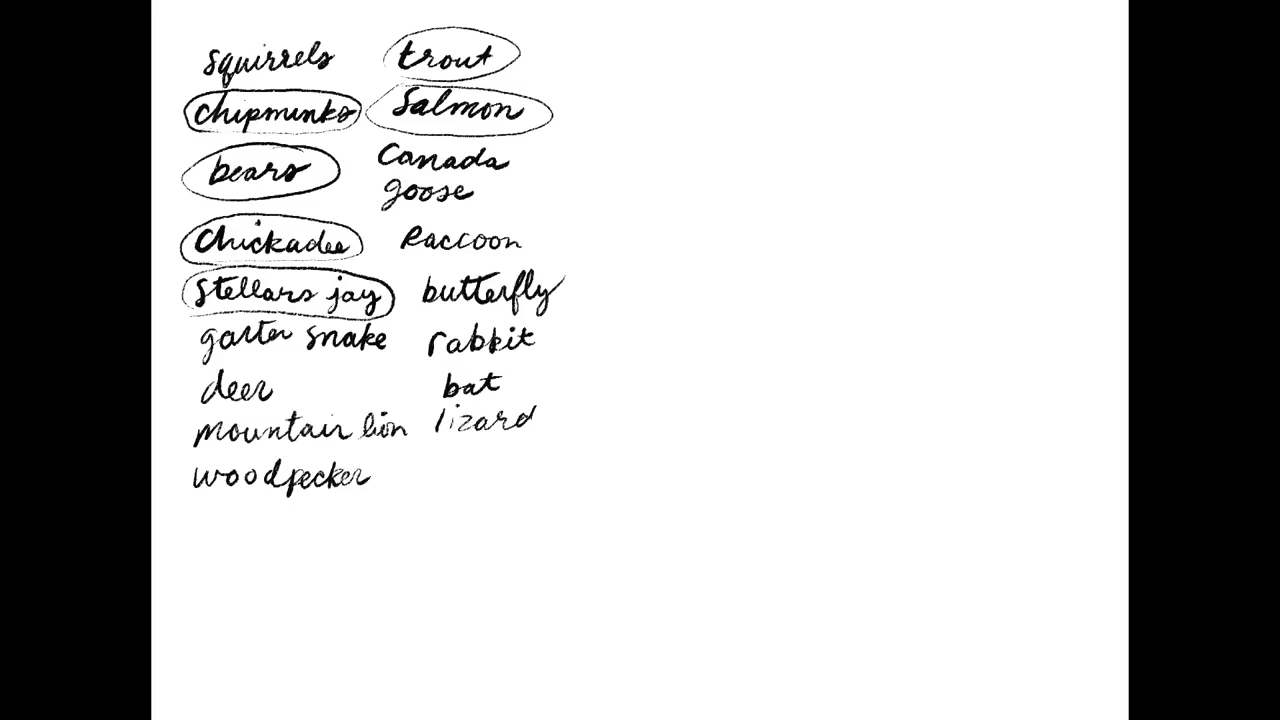 squirrels
chipmunks
bears
chickadee
stellars jay
garter snake
deer
mountain lion
woodpecker
trout
Salmon
Canada
goose
Raccoon
butterfly
rabbit
bat
lizard